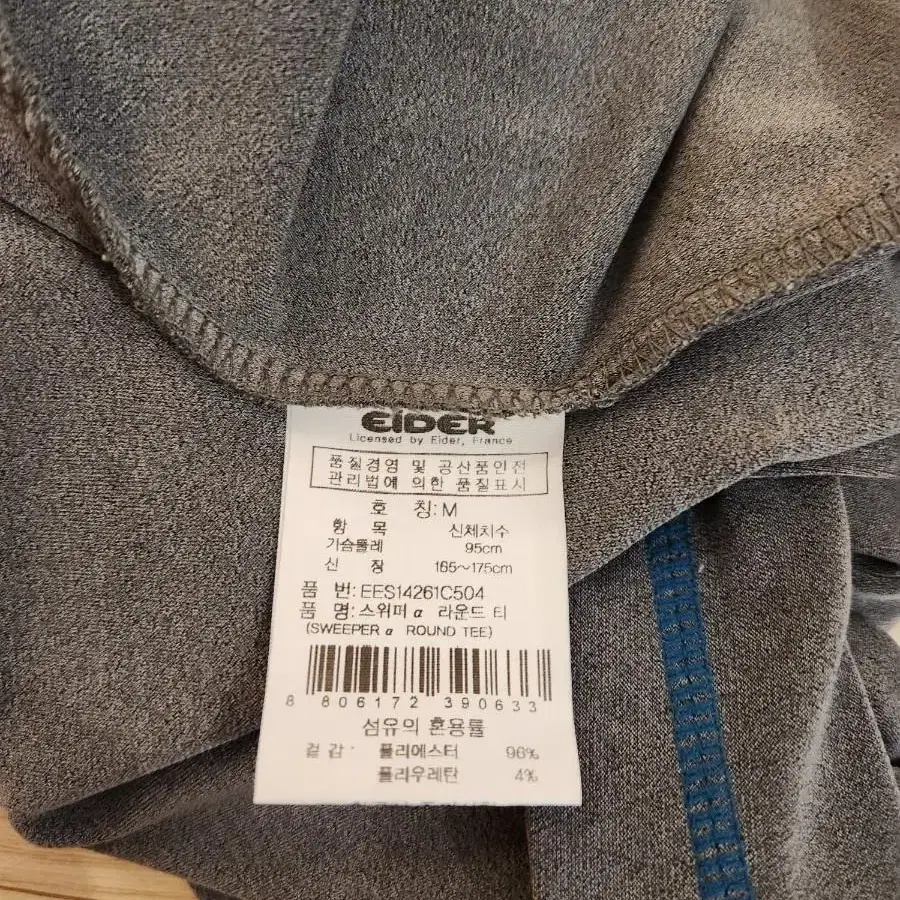 EiDER
Licensed by Eider, France
품질경영 및 공산품안전
관리법에 의한 품질표시
호 칭: M
항 목 신체치수
가슴둘레 95cm
신 장 165~175cm
품 번: EES14261C504
품 명: 스위퍼α 라운드 티
(SWEEPER α ROUND TEE)
8 806172 390633
섬유의 혼용률
겉감: 폴리에스터 96%
폴리우레탄 4%